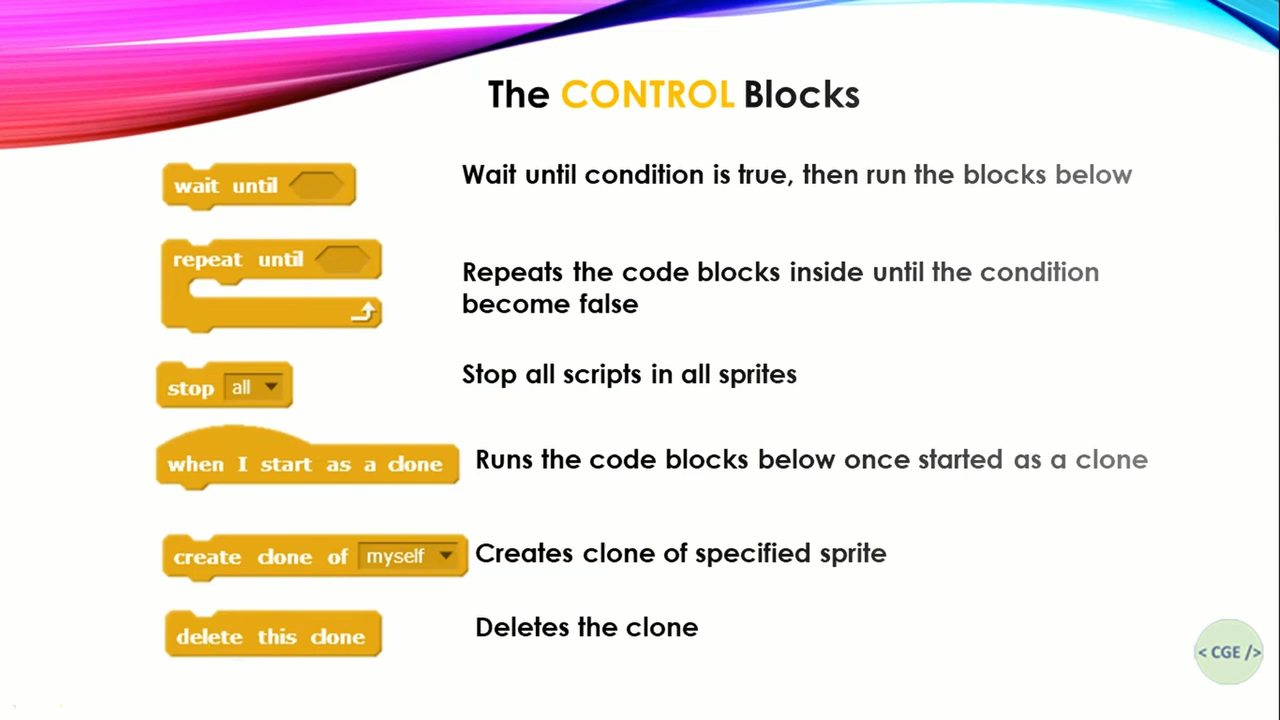 The CONTROL Blocks
wait until
Wait until condition is true, then run the blocks below
repeat until
Repeats the code blocks inside until the condition
become false
stop all
Stop all scripts in all sprites
when I start as a clone
Runs the code blocks below once started as a clone
create clone of myself
Creates clone of specified sprite
delete this clone
Deletes the clone
< CGE />